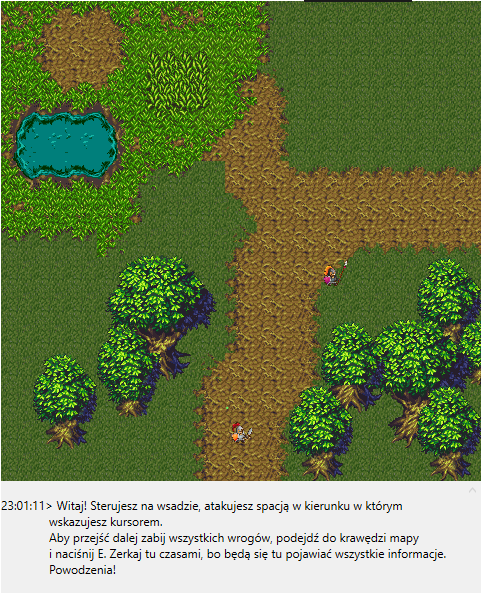 23:01:11> Witaj! Sterujesz na wsadzie, atakujesz spacją w kierunku w którym
wskazujesz kursorem.
Aby przejść dalej zabij wszystkich wrogów, podejdź do krawędzi mapy
i naciśnij E. Zerkaj tu czasami, bo będą się tu pojawiać wszystkie informacje.
Powodzenia!